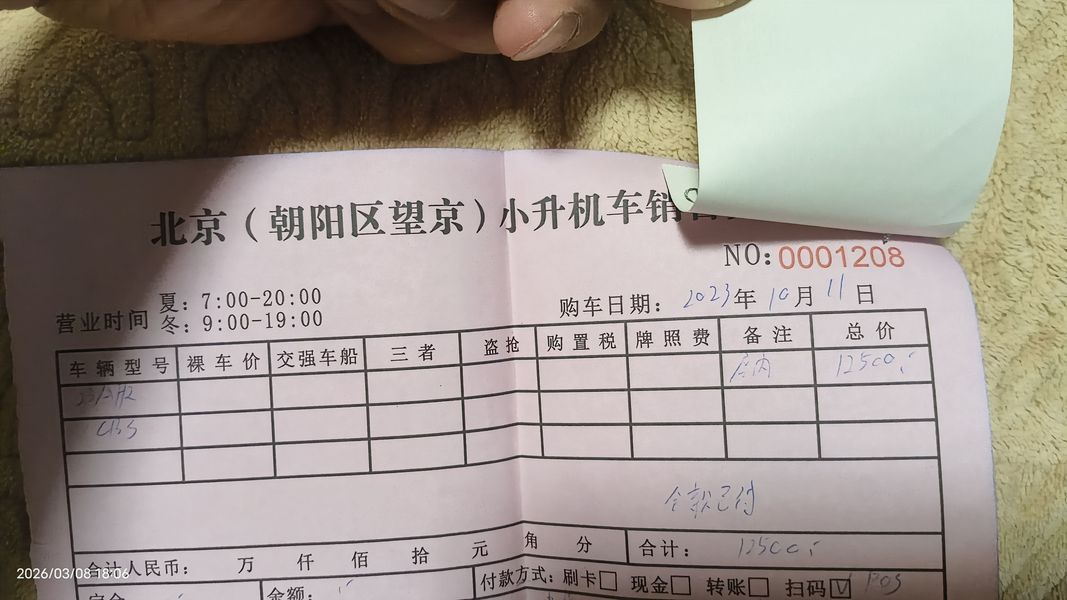 北京（朝阳区望京）小升机车销
NO:0001208
营业时间 夏：7:00-20:00
冬：9:00-19:00
购车日期： 2023年 10月 11日
车辆型号 裸车价 交强车船 三者 盗抢 购置税 牌照费 备注 总价
店内 12500
CBS
全款已付
合计人民币： 万 仟 佰 拾 元 角 分 合计： 12500
金额： 付款方式：刷卡□ 现金□ 转账□ 扫码☑ POS
2026/03/08 18:06